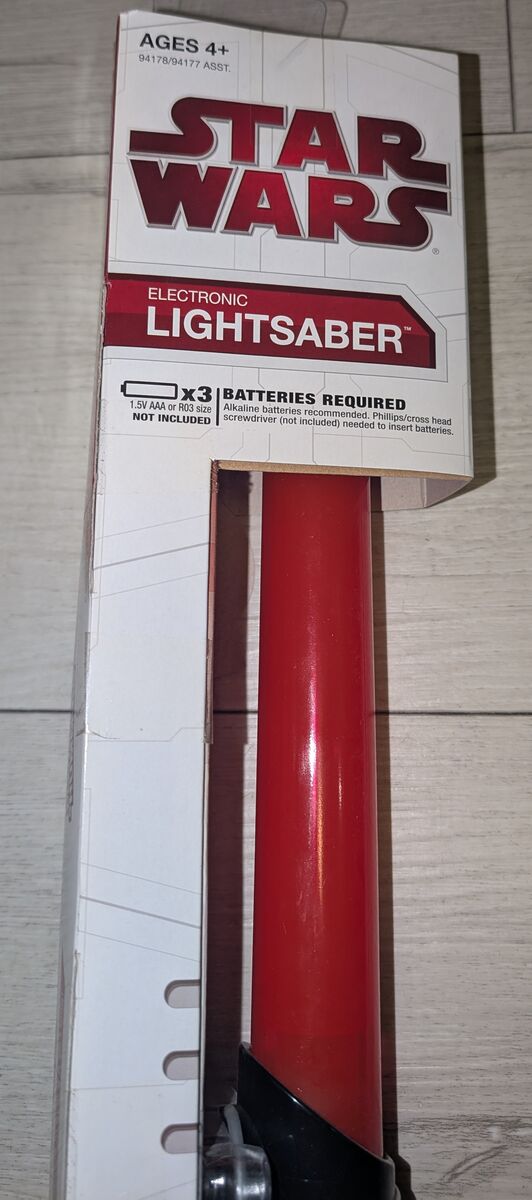 AGES 4+
94178/94177 ASST.
STAR
WARS®
ELECTRONIC
LIGHTSABER™
x3
1.5V AAA or R03 size
NOT INCLUDED
BATTERIES REQUIRED
Alkaline batteries recommended. Phillips/cross head
screwdriver (not included) needed to insert batteries.